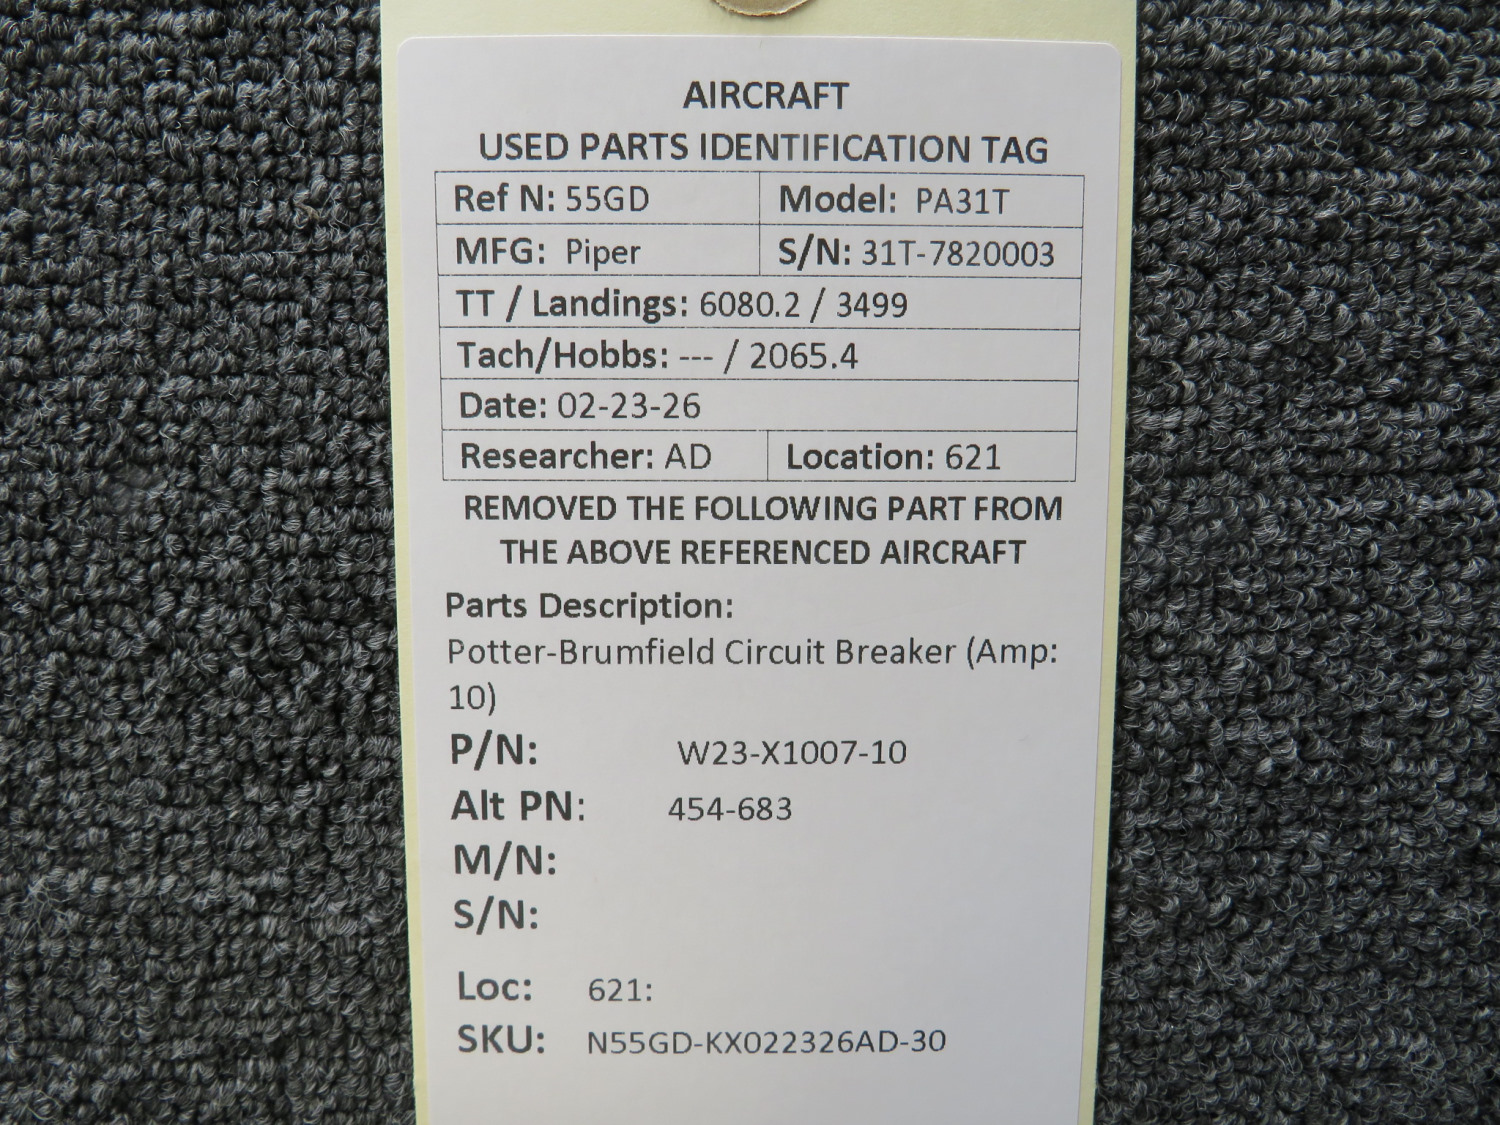 AIRCRAFT
USED PARTS IDENTIFICATION TAG
Ref N: 55GD Model: PA31T
MFG: Piper S/N: 31T-7820003
TT / Landings: 6080.2 / 3499
Tach/Hobbs: --- / 2065.4
Date: 02-23-26
Researcher: AD Location: 621
REMOVED THE FOLLOWING PART FROM
THE ABOVE REFERENCED AIRCRAFT
Parts Description:
Potter-Brumfield Circuit Breaker (Amp:
10)
P/N: W23-X1007-10
Alt PN: 454-683
M/N:
S/N:
Loc: 621:
SKU: N55GD-KX022326AD-30